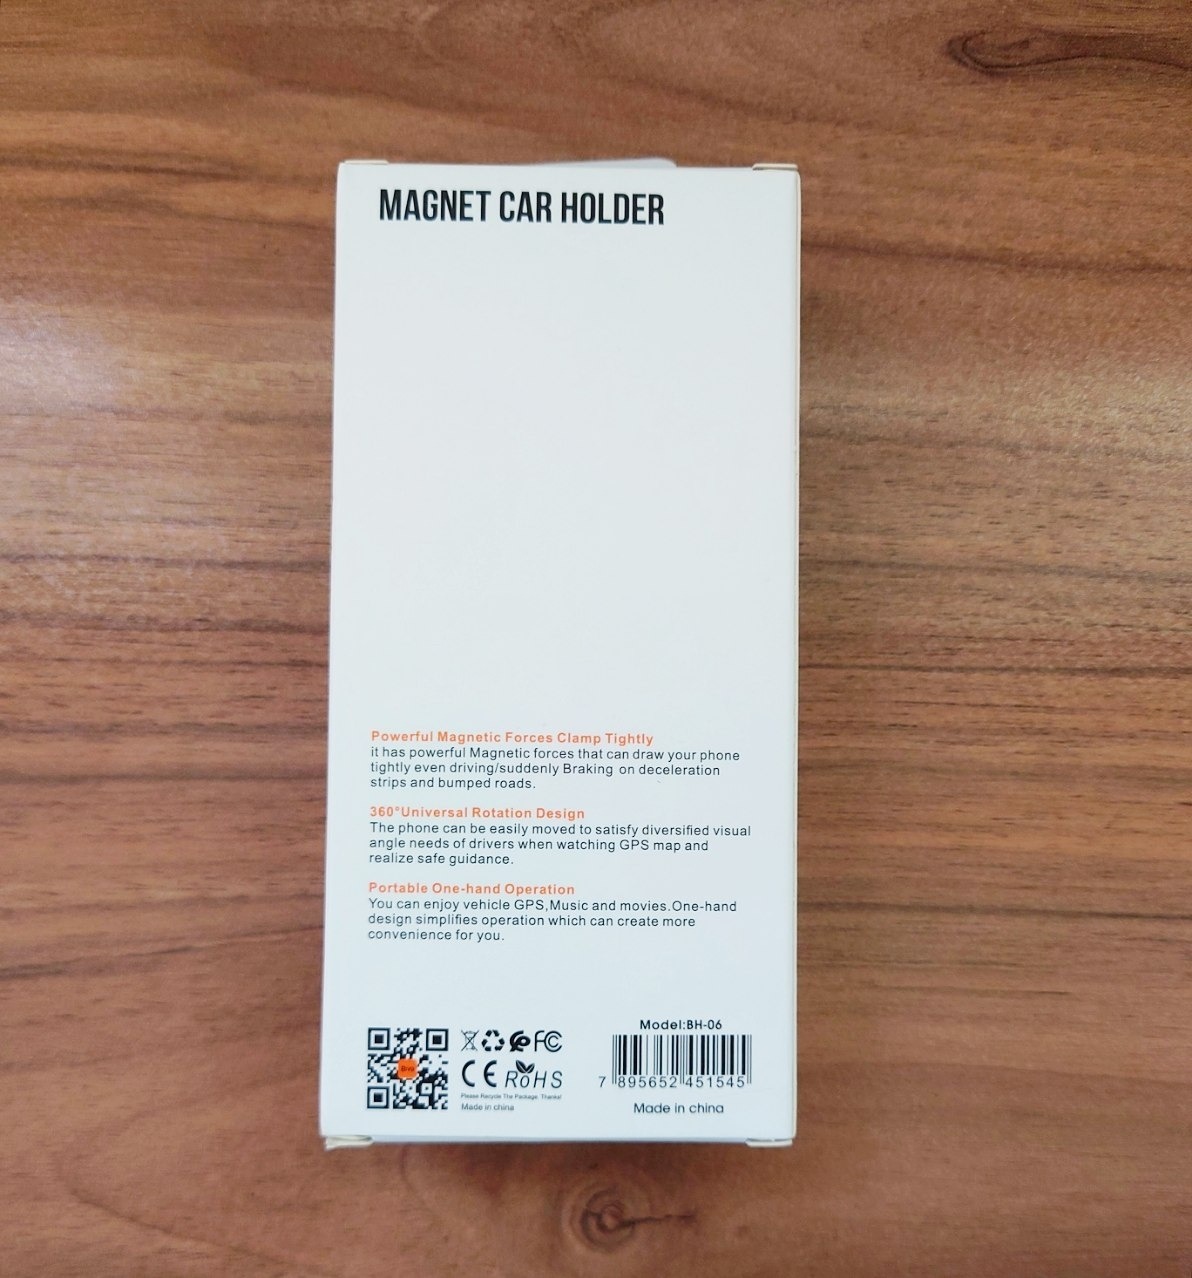 MAGNET CAR HOLDER
Powerful Magnetic Forces Clamp Tightly
it has powerful Magnetic forces that can draw your phone
tightly even driving/suddenly Braking on deceleration
strips and bumped roads.
360°Universal Rotation Design
The phone can be easily moved to satisfy diversified visual
angle needs of drivers when watching GPS map and
realize safe guidance.
Portable One-hand Operation
You can enjoy vehicle GPS,Music and movies.One-hand
design simplifies operation which can create more
convenience for you.
FC
CE RoHS
Please Recycle The Package. Thanks!
Made in china
Model:BH-06
7 895652 451545
Made in china